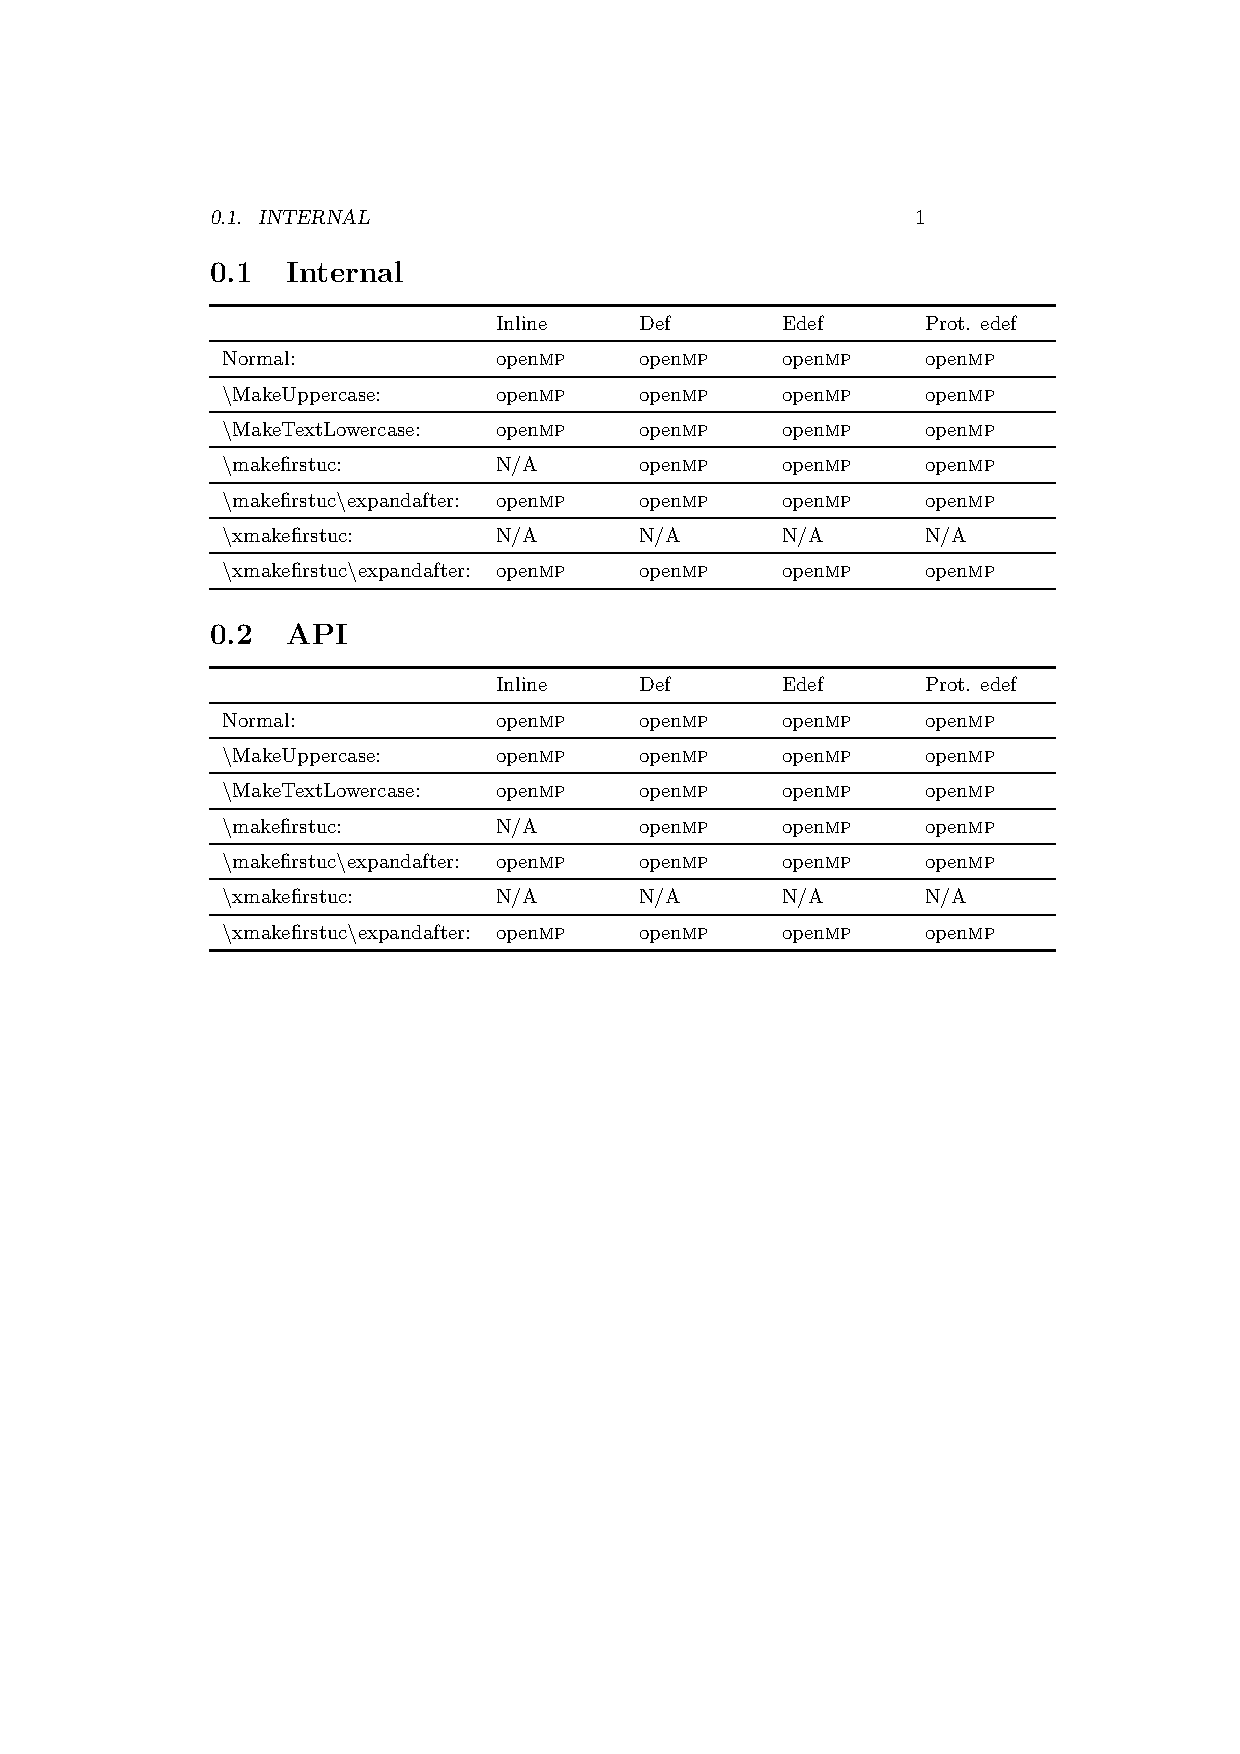 0.1. INTERNAL 1
0.1 Internal
Inline Def Edef Prot. edef
Normal: openMP openMP openMP openMP
\MakeUppercase: openMP openMP openMP openMP
\MakeTextLowercase: openMP openMP openMP openMP
\makefirstuc: N/A openMP openMP openMP
\makefirstuc\expandafter: openMP openMP openMP openMP
\xmakefirstuc: N/A N/A N/A N/A
\xmakefirstuc\expandafter: openMP openMP openMP openMP
0.2 API
Inline Def Edef Prot. edef
Normal: openMP openMP openMP openMP
\MakeUppercase: openMP openMP openMP openMP
\MakeTextLowercase: openMP openMP openMP openMP
\makefirstuc: N/A openMP openMP openMP
\makefirstuc\expandafter: openMP openMP openMP openMP
\xmakefirstuc: N/A N/A N/A N/A
\xmakefirstuc\expandafter: openMP openMP openMP openMP